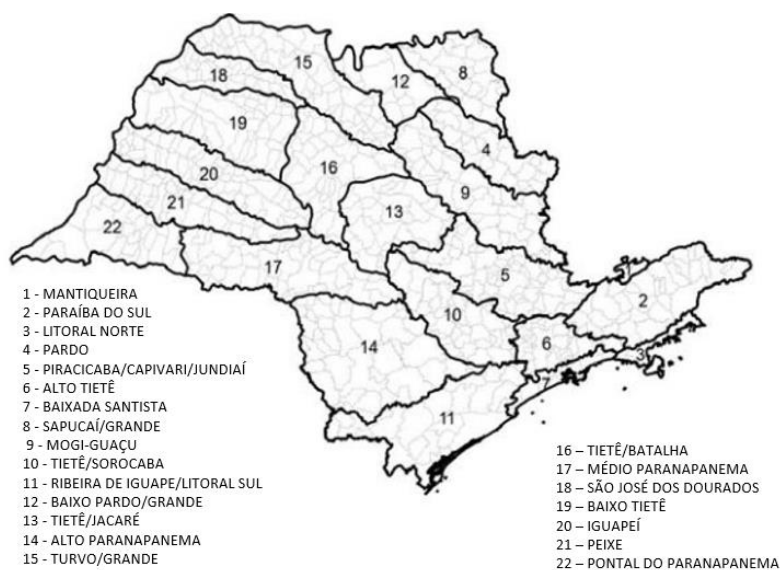 15
8
18
12
19
4
16
20
9
13
21
22
17
5
2
10
6
3
14
7
11
1 - MANTIQUEIRA
2 - PARAÍBA DO SUL
3 - LITORAL NORTE
4 - PARDO
5 - PIRACICABA/CAPIVARI/JUNDIAÍ
6 - ALTO TIETÊ
7 - BAIXADA SANTISTA
8 - SAPUCAÍ/GRANDE
9 - MOGI-GUAÇU
10 - TIETÊ/SOROCABA
11 - RIBEIRA DE IGUAPE/LITORAL SUL
12 - BAIXO PARDO/GRANDE
13 - TIETÊ/JACARÉ
14 - ALTO PARANAPANEMA
15 - TURVO/GRANDE
16 – TIETÊ/BATALHA
17 – MÉDIO PARANAPANEMA
18 – SÃO JOSÉ DOS DOURADOS
19 – BAIXO TIETÊ
20 – IGUAPEÍ
21 – PEIXE
22 – PONTAL DO PARANAPANEMA